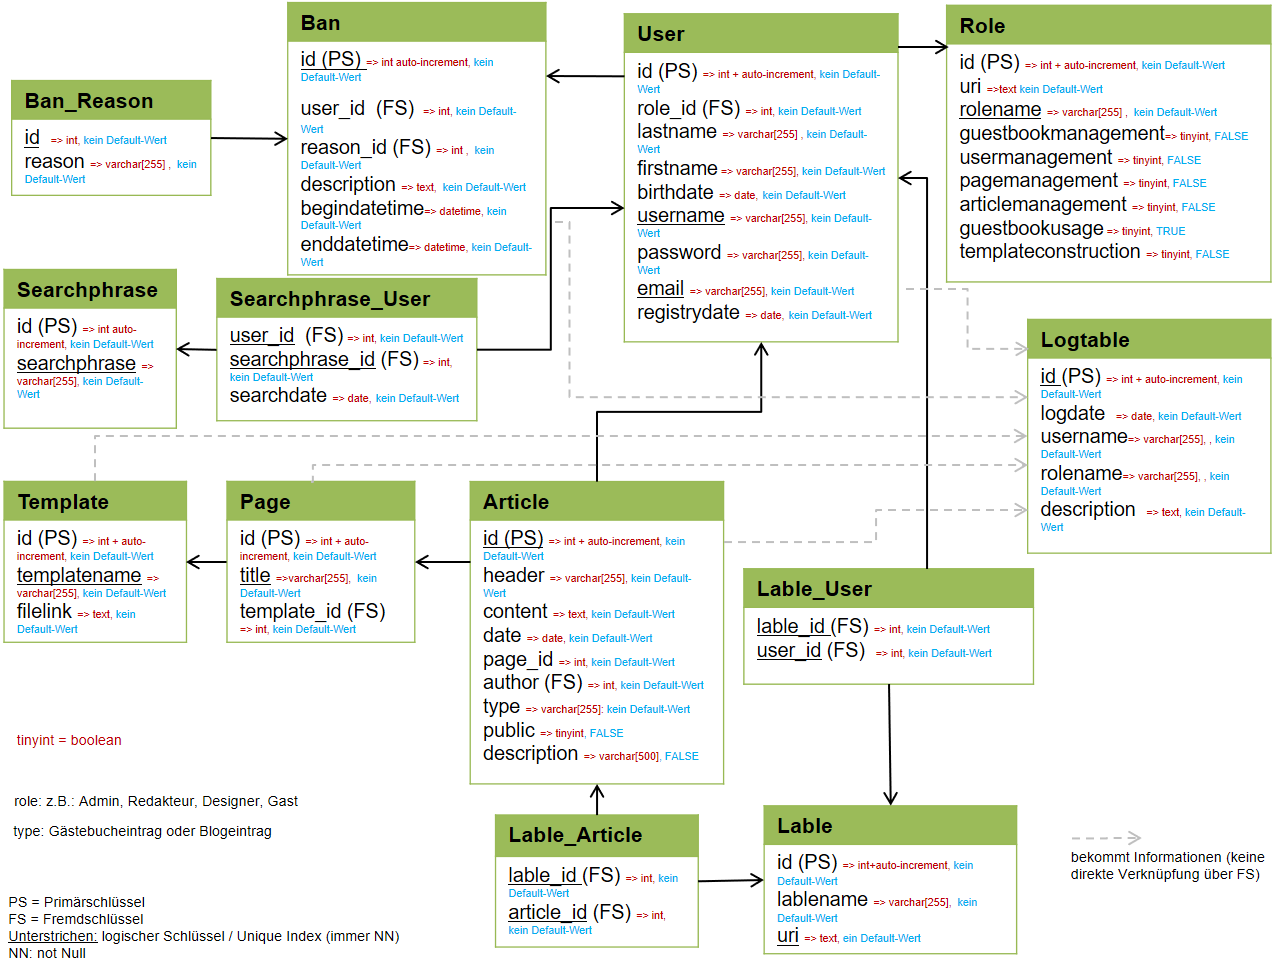 Ban
id (PS) => int auto-increment, kein
Default-Wert
user_id (FS) => int, kein Default-
Wert
reason_id (FS) => int , kein
Default-Wert
description => text, kein Default-Wert
begindatetime=> datetime, kein
Default-Wert
enddatetime=> datetime, kein Default-
Wert
User
id (PS) => int + auto-increment, kein Default-
Wert
role_id (FS) => int, kein Default-Wert
lastname => varchar[255] , kein Default-
Wert
firstname => varchar[255], kein Default-Wert
birthdate => date, kein Default-Wert
username => varchar[255], kein Default-
Wert
password => varchar[255], kein Default-
Wert
email => varchar[255], kein Default-Wert
registrydate => date, kein Default-Wert
Role
id (PS) => int + auto-increment, kein Default-Wert
uri =>text kein Default-Wert
rolename => varchar[255] , kein Default-Wert
guestbookmanagement=> tinyint, FALSE
usermanagement => tinyint, FALSE
pagemanagement => tinyint, FALSE
articlemanagement => tinyint, FALSE
guestbookusage => tinyint, TRUE
templateconstruction => tinyint, FALSE
Ban_Reason
id => int, kein Default-Wert
reason => varchar[255] , kein
Default-Wert
Searchphrase
id (PS) => int auto-
increment, kein Default-Wert
searchphrase =>
varchar[255], kein Default-
Wert
Searchphrase_User
user_id (FS) => int, kein Default-Wert
searchphrase_id (FS) => int,
kein Default-Wert
searchdate => date, kein Default-Wert
Logtable
id (PS) => int + auto-increment, kein
Default-Wert
logdate => date, kein Default-Wert
username=> varchar[255], , kein
Default-Wert
rolename=> varchar[255], , kein
Default-Wert
description => text, kein Default-
Wert
Template
id (PS) => int + auto-
increment, kein Default-Wert
templatename =>
varchar[255], kein Default-Wert
filelink => text, kein
Default-Wert
Page
id (PS) => int + auto-
increment, kein Default-Wert
title =>varchar[255], kein
Default-Wert
template_id (FS)
=> int, kein Default-Wert
Article
id (PS) => int + auto-increment, kein
Default-Wert
header => varchar[255], kein Default-
Wert
content => text, kein Default-Wert
date => date, kein Default-Wert
page_id => int, kein Default-Wert
author (FS) => int, kein Default-Wert
type => varchar[255]: kein Default-Wert
public => tinyint, FALSE
description => varchar[500], FALSE
Lable_User
lable_id (FS) => int, kein Default-Wert
user_id (FS) => int, kein Default-Wert
Lable_Article
lable_id (FS) => int, kein
Default-Wert
article_id (FS) => int,
kein Default-Wert
Lable
id (PS) => int+auto-increment, kein
Default-Wert
lablename => varchar[255], kein
Default-Wert
uri => text, ein Default-Wert
tinyint = boolean
role: z.B.: Admin, Redakteur, Designer, Gast
type: Gästebucheintrag oder Blogeintrag
PS = Primärschlüssel
FS = Fremdschlüssel
Unterstrichen: logischer Schlüssel / Unique Index (immer NN)
NN: not Null
bekommt Informationen (keine
direkte Verknüpfung über FS)